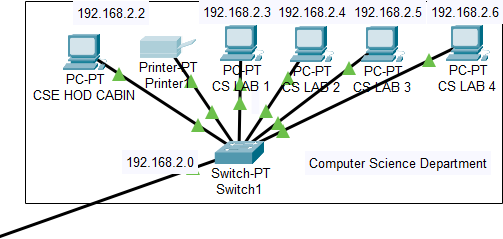 192.168.2.2
192.168.2.3
192.168.2.4
192.168.2.5
192.168.2.6
PC-PT
CSE HOD CABIN
Printer-PT
Printer1
PC-PT
CS LAB 1
PC-PT
CS LAB 2
PC-PT
CS LAB 3
PC-PT
CS LAB 4
192.168.2.0
Switch-PT
Switch1
Computer Science Department